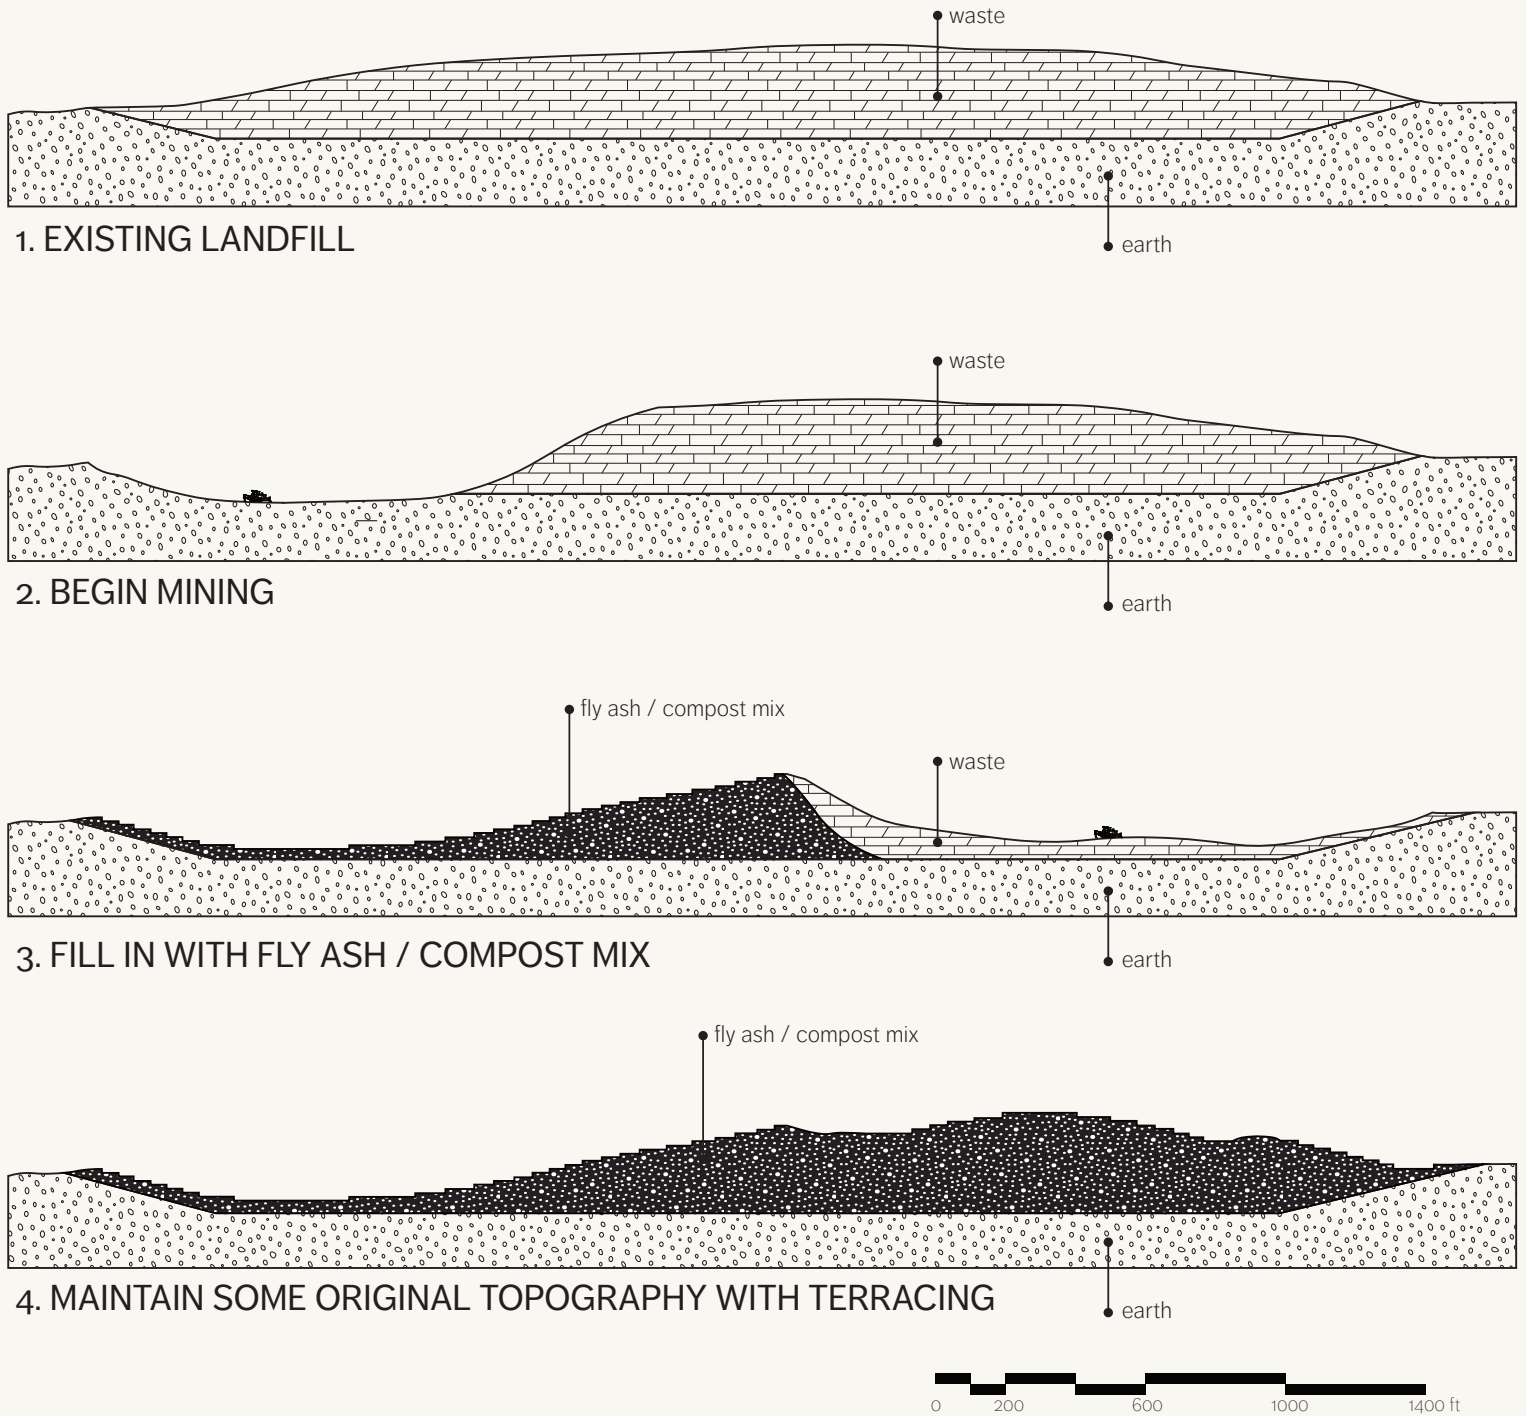 waste
1. EXISTING LANDFILL
earth
waste
2. BEGIN MINING
earth
fly ash / compost mix
waste
3. FILL IN WITH FLY ASH / COMPOST MIX
earth
fly ash / compost mix
4. MAINTAIN SOME ORIGINAL TOPOGRAPHY WITH TERRACING
earth
0 200 600 1000 1400 ft